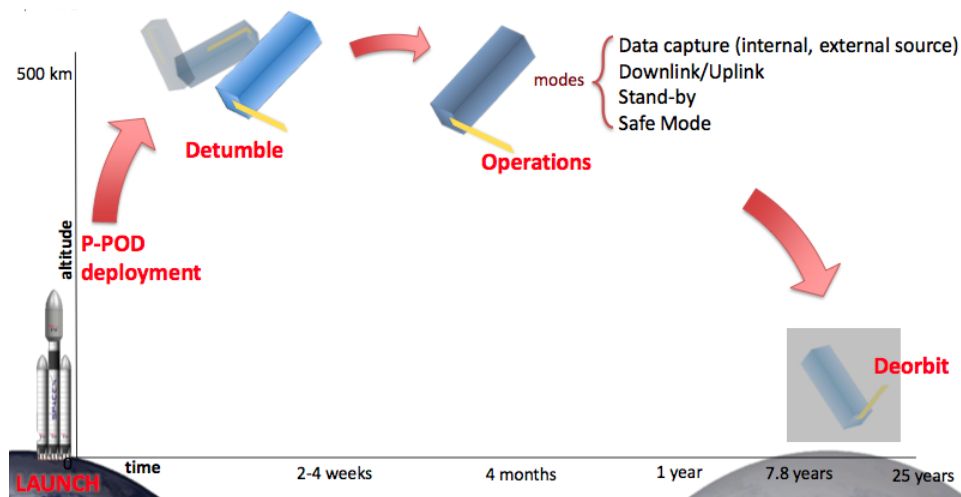 500 km
Data capture (internal, external source)
Downlink/Uplink
modes
Stand-by
Safe Mode
Detumble
Operations
altitude
P-POD
deployment
SPACEX
Deorbit
0
time
2-4 weeks
4 months
1 year
7.8 years
25 years
LAUNCH